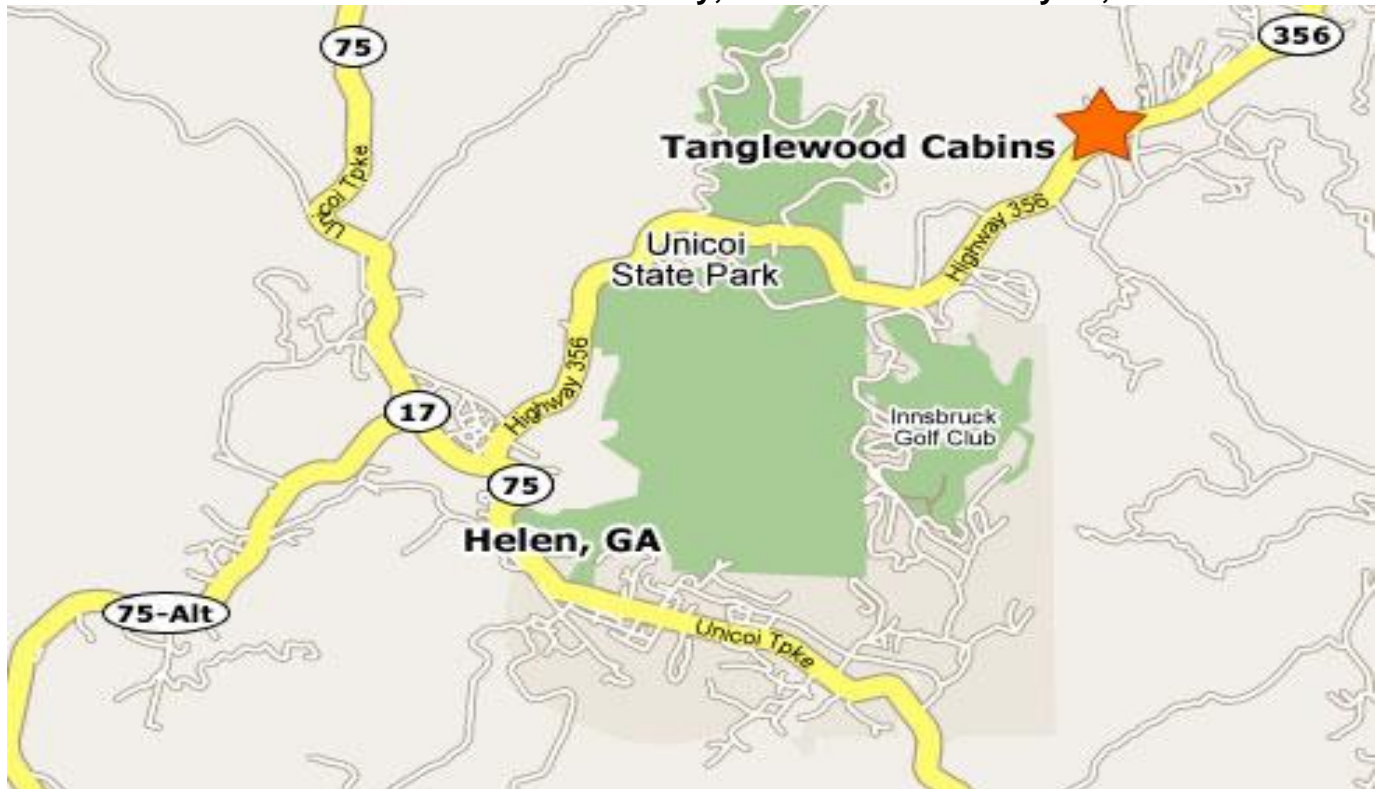 75
356
Tanglewood Cabins
Unicoi Tpke
Highway 356
Unicoi
State Park
Highway 356
17
Innsbruck
Golf Club
75
Helen, GA
75-Alt
Unicoi Tpke